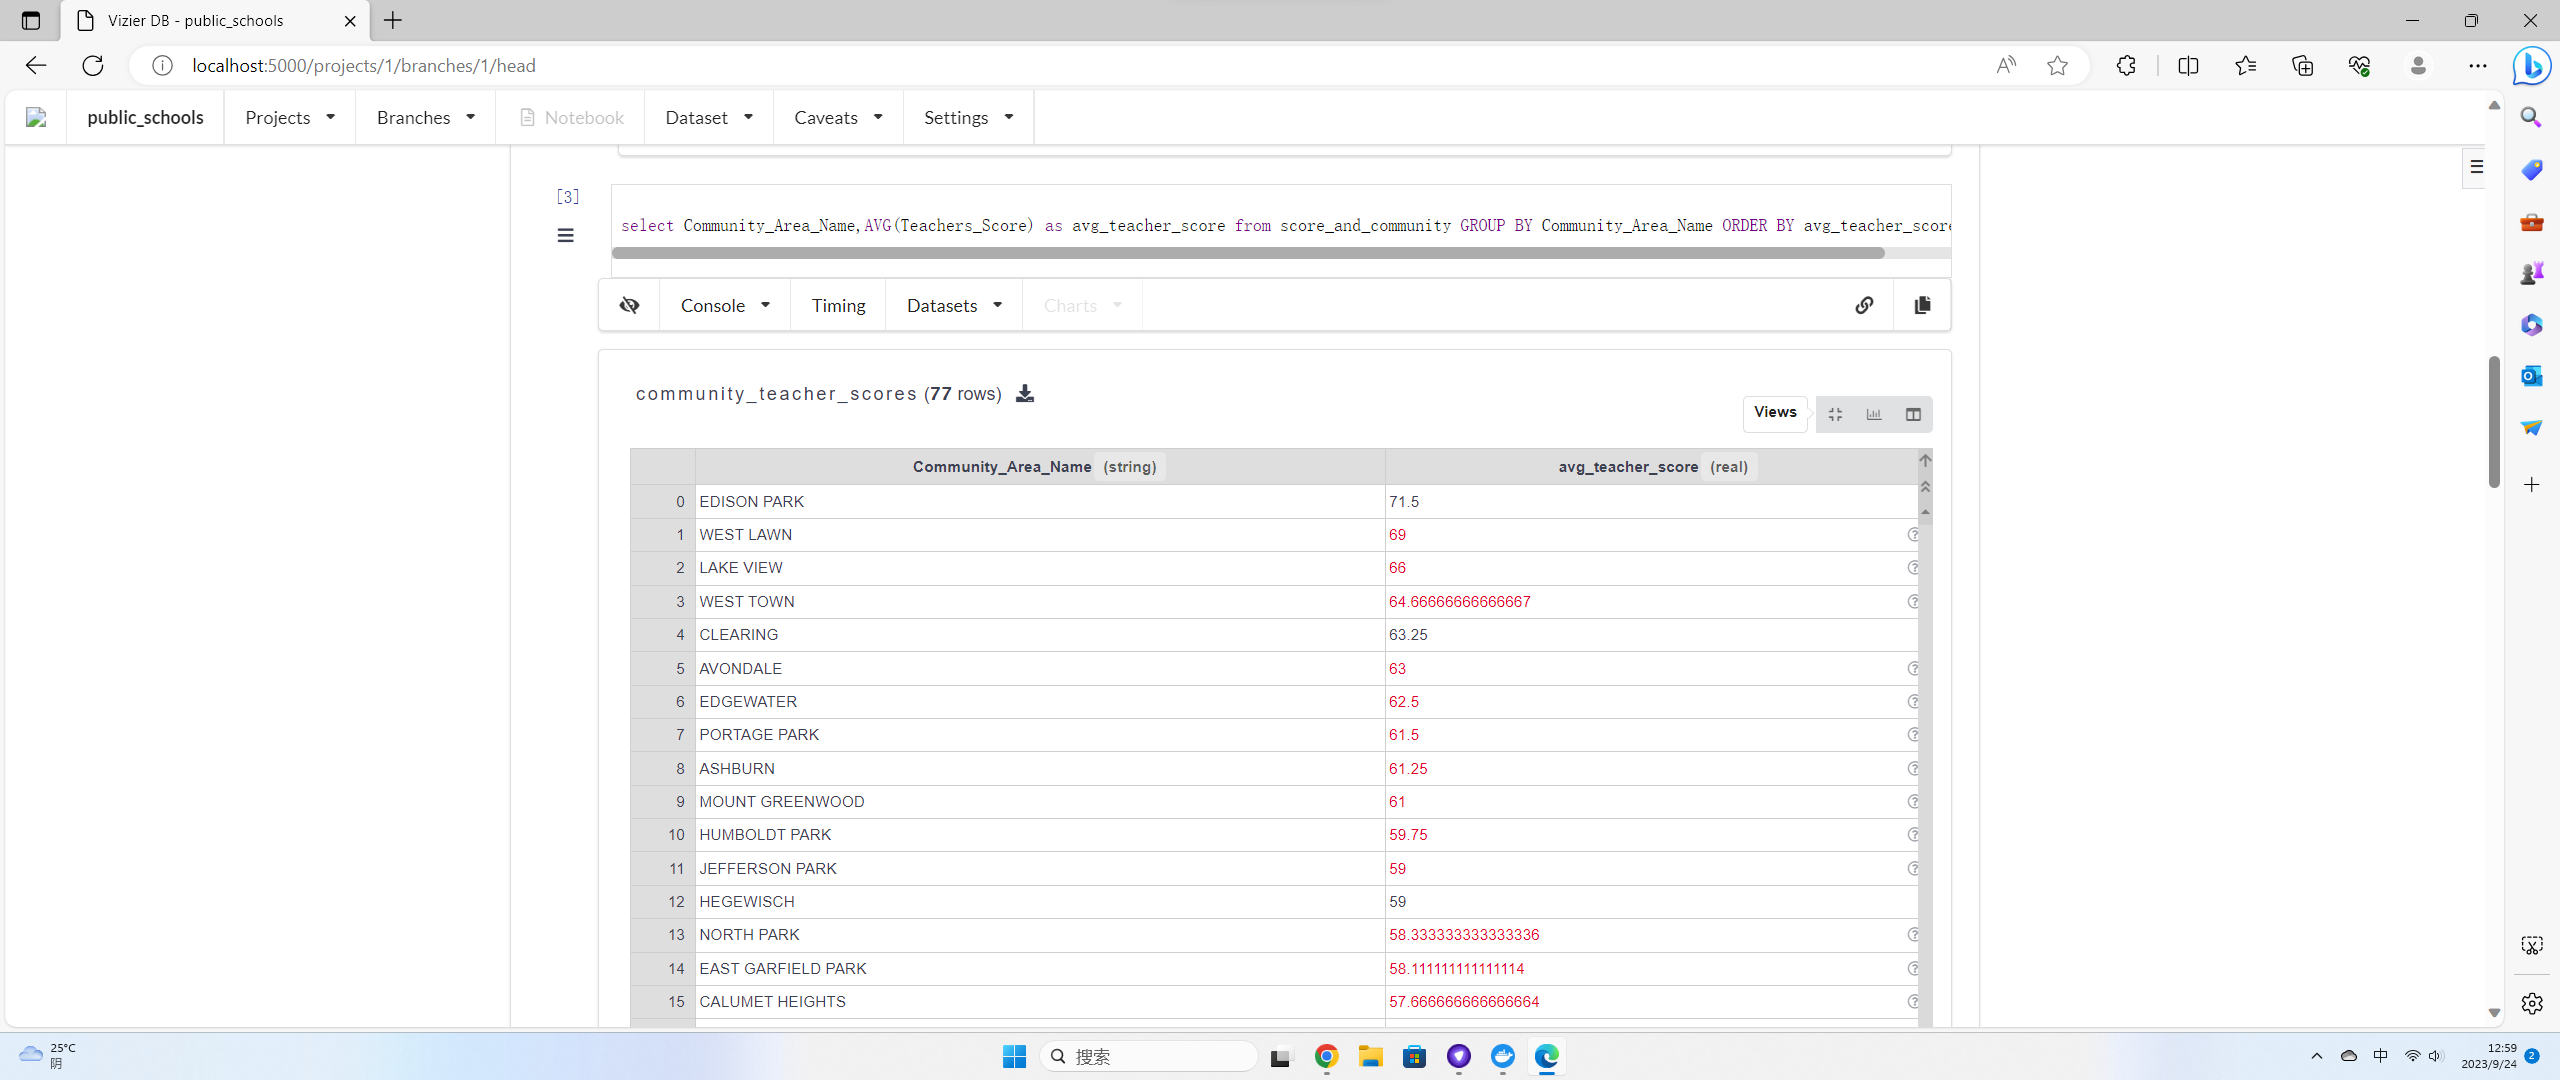 Vizier DB - public_schools
localhost:5000/projects/1/branches/1/head
public_schools Projects Branches Notebook Dataset Caveats Settings
[3]
select Community_Area_Name,AVG(Teachers_Score) as avg_teacher_score from score_and_community GROUP BY Community_Area_Name ORDER BY avg_teacher_score
Console Timing Datasets Charts
community_teacher_scores (77 rows)
Views
Community_Area_Name (string) avg_teacher_score (real)
0 EDISON PARK 71.5
1 WEST LAWN 69
2 LAKE VIEW 66
3 WEST TOWN 64.66666666666667
4 CLEARING 63.25
5 AVONDALE 63
6 EDGEWATER 62.5
7 PORTAGE PARK 61.5
8 ASHBURN 61.25
9 MOUNT GREENWOOD 61
10 HUMBOLDT PARK 59.75
11 JEFFERSON PARK 59
12 HEGEWISCH 59
13 NORTH PARK 58.333333333333336
14 EAST GARFIELD PARK 58.111111111111114
15 CALUMET HEIGHTS 57.666666666666664
25°C
阴
搜索
中
12:59
2023/9/24
2